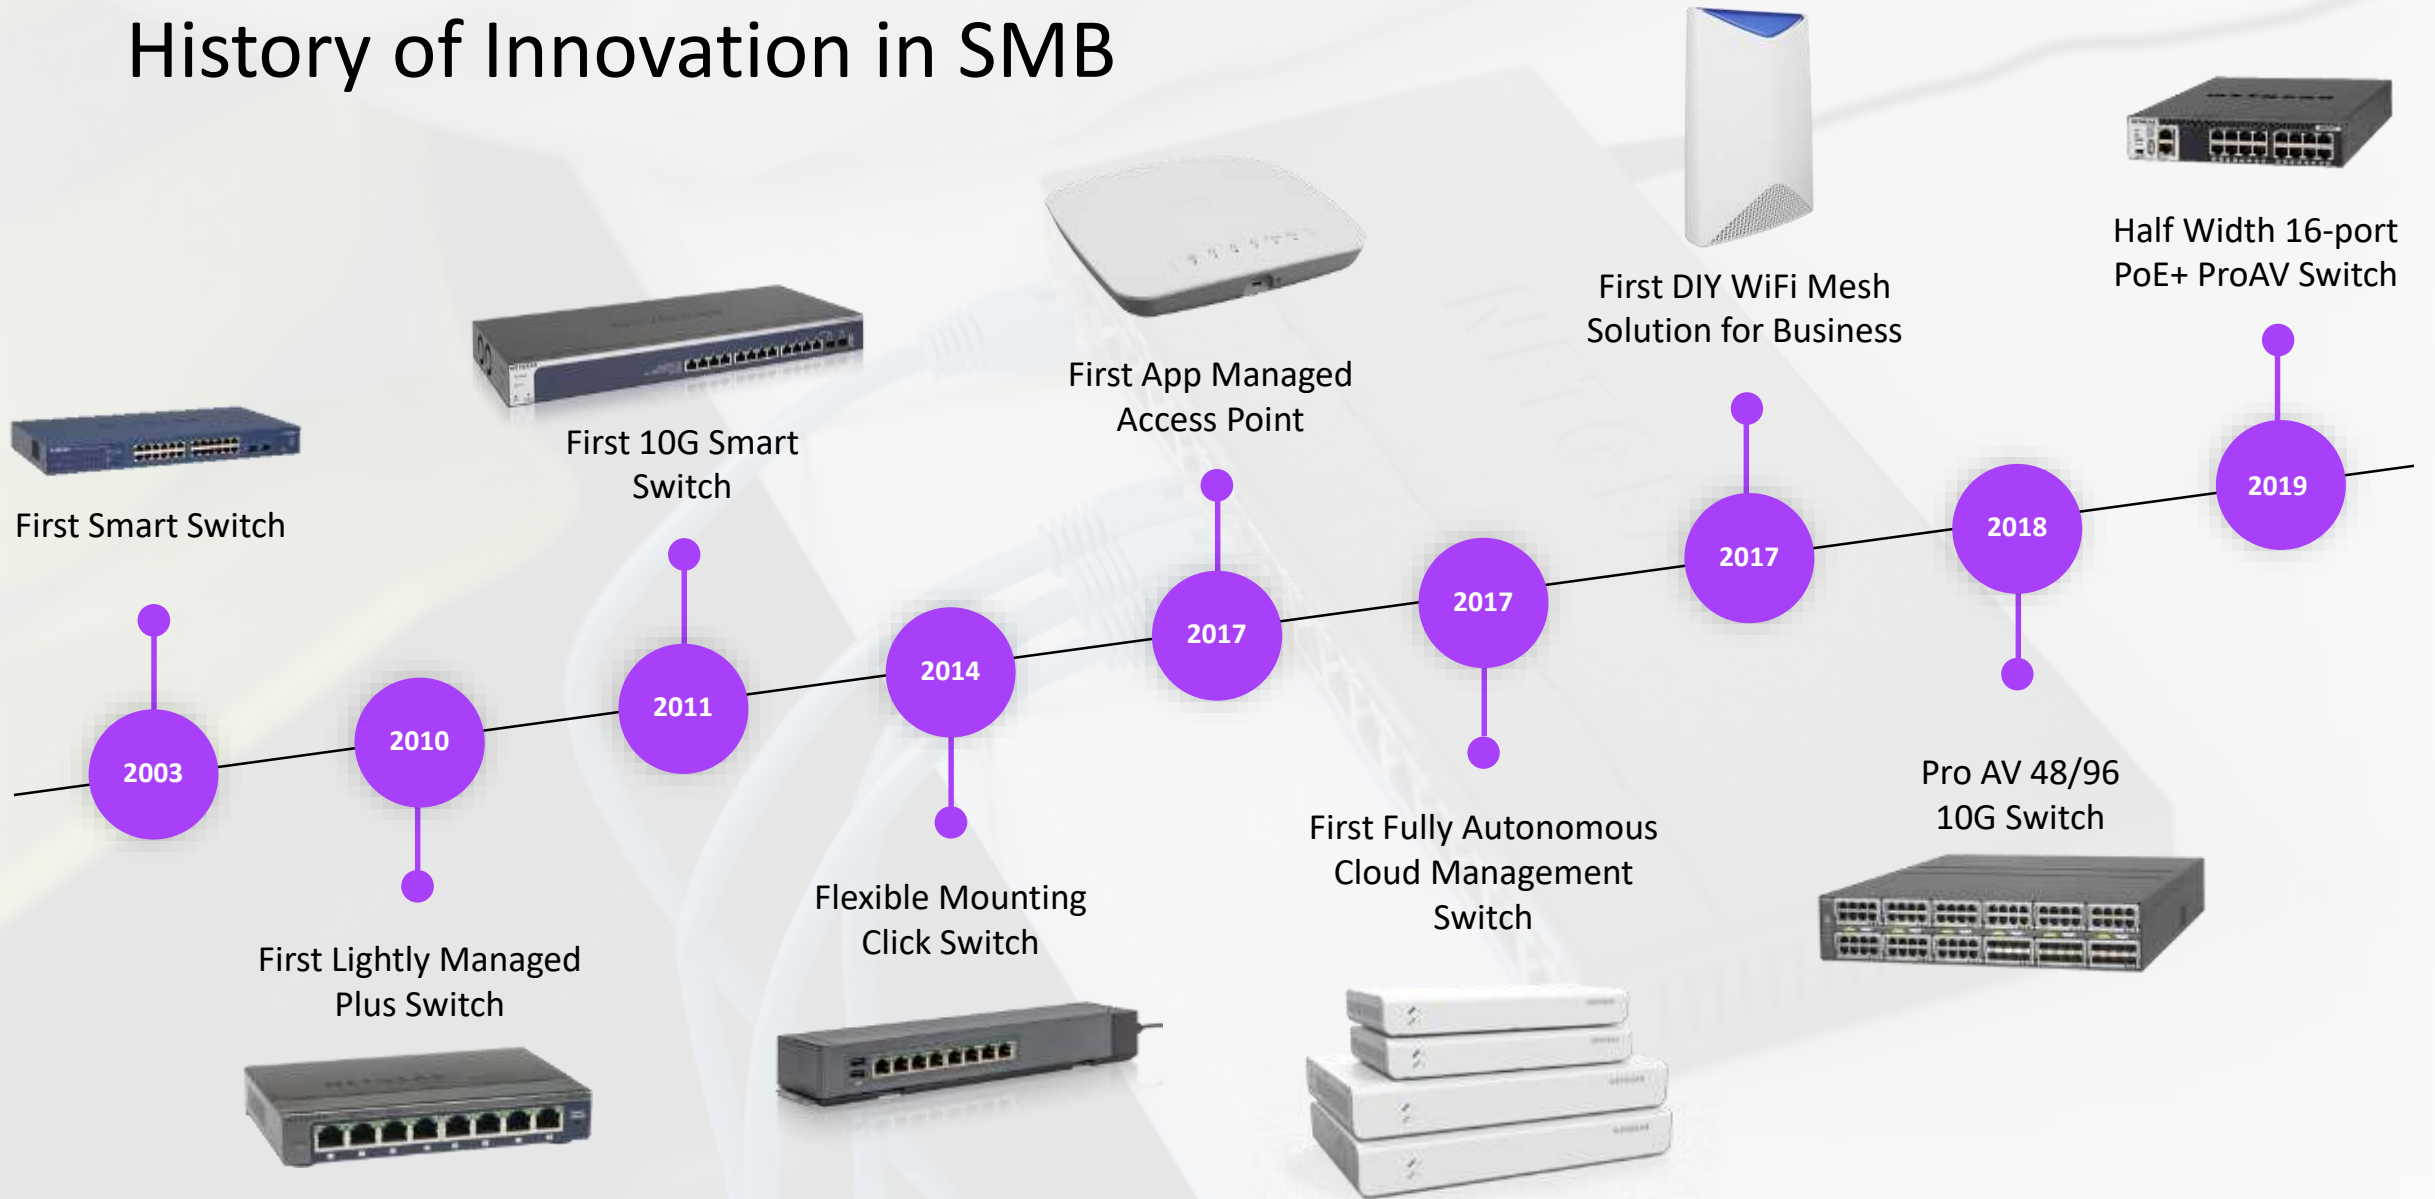 History of Innovation in SMB
First Smart Switch
2003
2010
First Lightly Managed
Plus Switch
NETGEAR
First 10G Smart
Switch
2011
2014
Flexible Mounting
Click Switch
First App Managed
Access Point
2017
2017
First Fully Autonomous
Cloud Management
Switch
First DIY WiFi Mesh
Solution for Business
2017
2018
Pro AV 48/96
10G Switch
NETGEAR
Half Width 16-port
PoE+ ProAV Switch
2019